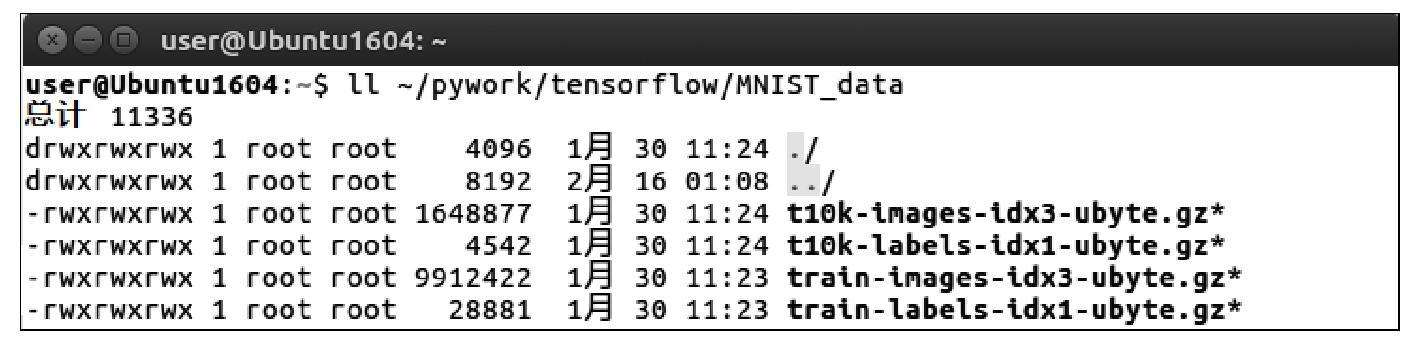 user@Ubuntu1604: ~
user@Ubuntu1604:~$ ll ~/pywork/tensorflow/MNIST_data
总计 11336
drwxrwxrwx 1 root root    4096  1月  30 11:24 ./
drwxrwxrwx 1 root root    8192  2月  16 01:08 ../
-rwxrwxrwx 1 root root 1648877  1月  30 11:24 t10k-images-idx3-ubyte.gz*
-rwxrwxrwx 1 root root    4542  1月  30 11:24 t10k-labels-idx1-ubyte.gz*
-rwxrwxrwx 1 root root 9912422  1月  30 11:23 train-images-idx3-ubyte.gz*
-rwxrwxrwx 1 root root   28881  1月  30 11:23 train-labels-idx1-ubyte.gz*